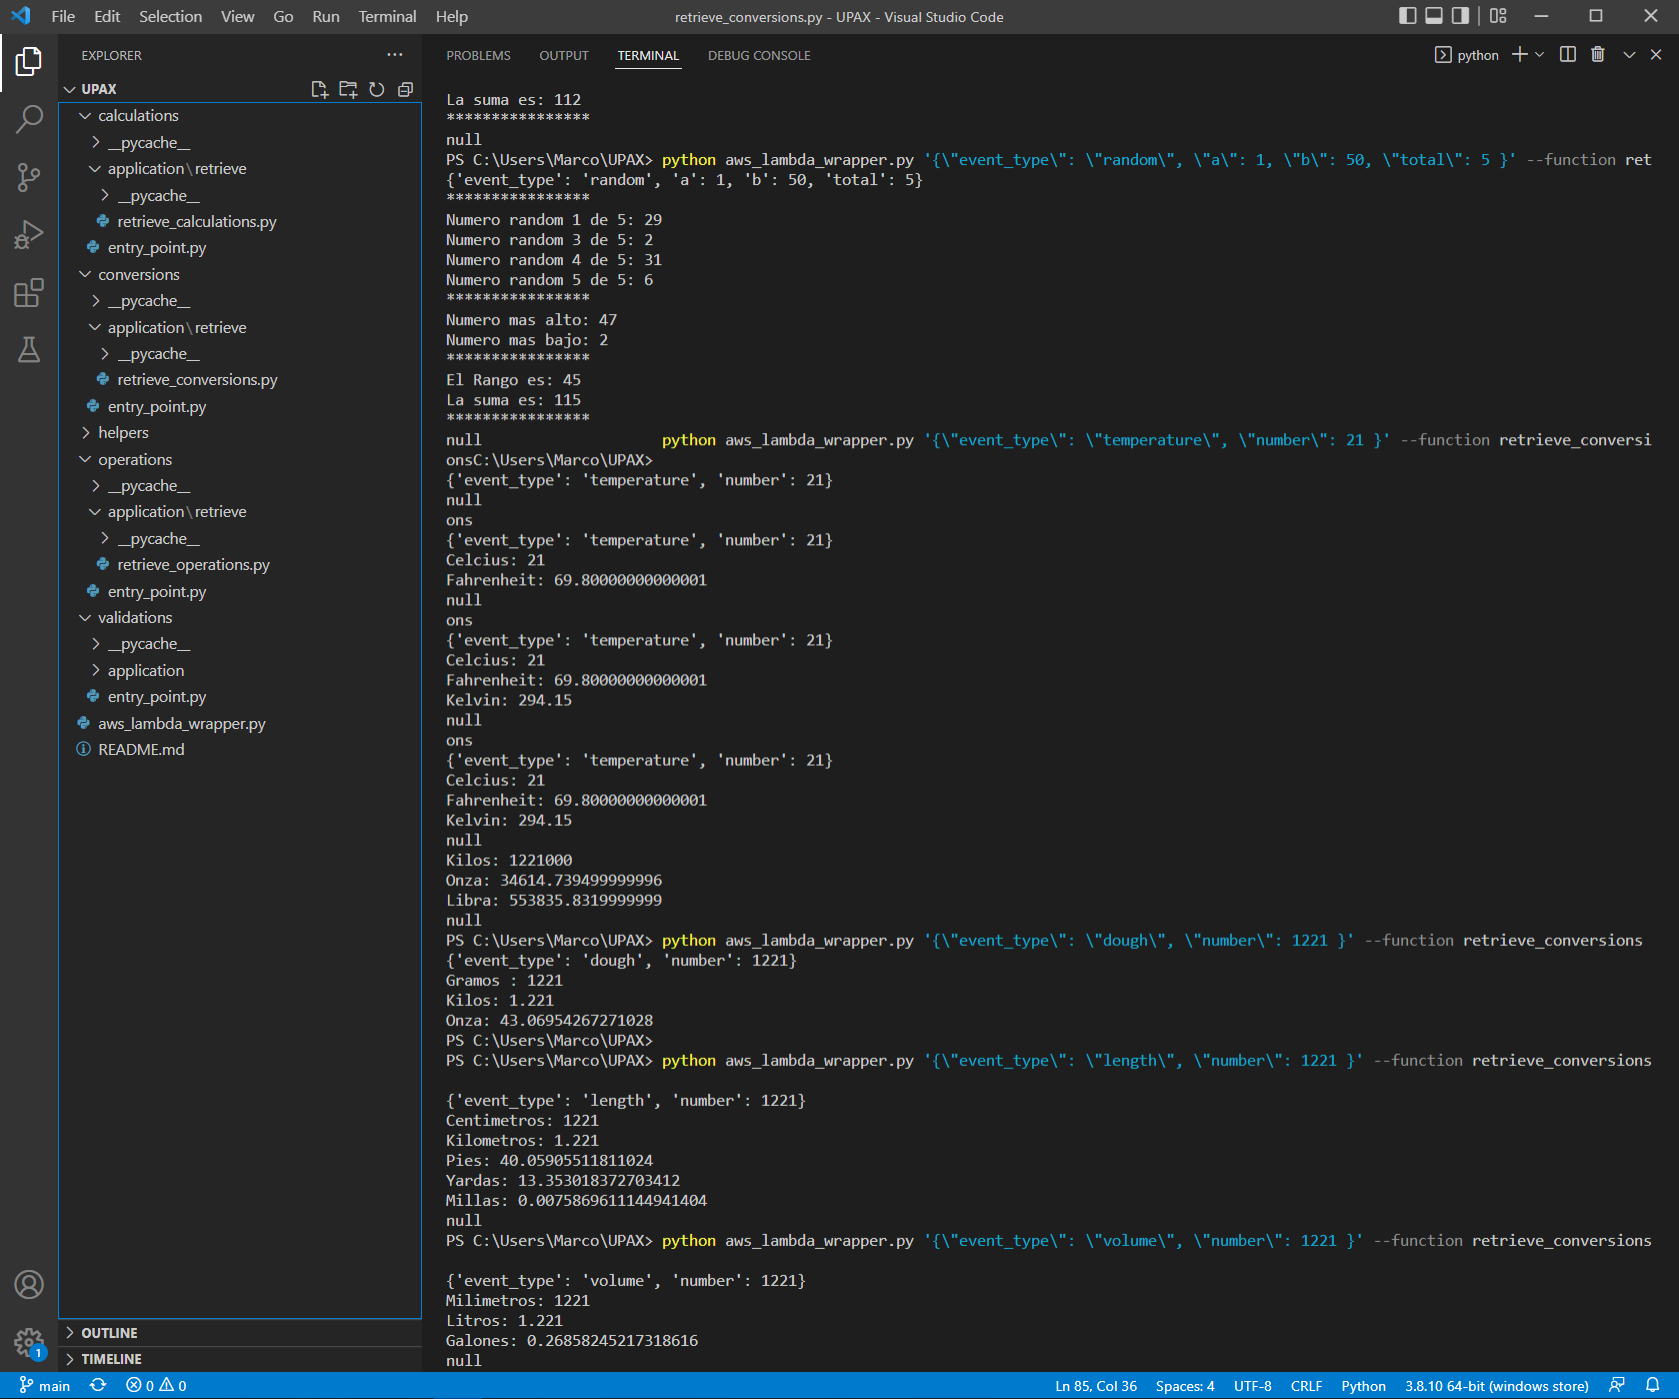 File Edit Selection View Go Run Terminal Help retrieve_conversions.py - UPAX - Visual Studio Code
EXPLORER
UPAX
calculations
__pycache__
application\retrieve
__pycache__
retrieve_calculations.py
entry_point.py
conversions
__pycache__
application\retrieve
__pycache__
retrieve_conversions.py
entry_point.py
helpers
operations
__pycache__
application\retrieve
__pycache__
retrieve_operations.py
entry_point.py
validations
__pycache__
application
entry_point.py
aws_lambda_wrapper.py
README.md
OUTLINE
TIMELINE
1
PROBLEMS OUTPUT TERMINAL DEBUG CONSOLE python
La suma es: 112
****************
null
PS C:\Users\Marco\UPAX> python aws_lambda_wrapper.py '{\"event_type\": \"random\", \"a\": 1, \"b\": 50, \"total\": 5 }' --function ret
{'event_type': 'random', 'a': 1, 'b': 50, 'total': 5}
****************
Numero random 1 de 5: 29
Numero random 3 de 5: 2
Numero random 4 de 5: 31
Numero random 5 de 5: 6
****************
Numero mas alto: 47
Numero mas bajo: 2
****************
El Rango es: 45
La suma es: 115
****************
null python aws_lambda_wrapper.py '{\"event_type\": \"temperature\", \"number\": 21 }' --function retrieve_conversi
onsC:\Users\Marco\UPAX>
{'event_type': 'temperature', 'number': 21}
null
ons
{'event_type': 'temperature', 'number': 21}
Celcius: 21
Fahrenheit: 69.80000000000001
null
ons
{'event_type': 'temperature', 'number': 21}
Celcius: 21
Fahrenheit: 69.80000000000001
Kelvin: 294.15
null
ons
{'event_type': 'temperature', 'number': 21}
Celcius: 21
Fahrenheit: 69.80000000000001
Kelvin: 294.15
null
Kilos: 1221000
Onza: 34614.739499999996
Libra: 553835.8319999999
null
PS C:\Users\Marco\UPAX> python aws_lambda_wrapper.py '{\"event_type\": \"dough\", \"number\": 1221 }' --function retrieve_conversions
{'event_type': 'dough', 'number': 1221}
Gramos : 1221
Kilos: 1.221
Onza: 43.06954267271028
PS C:\Users\Marco\UPAX>
PS C:\Users\Marco\UPAX> python aws_lambda_wrapper.py '{\"event_type\": \"length\", \"number\": 1221 }' --function retrieve_conversions
{'event_type': 'length', 'number': 1221}
Centimetros: 1221
Kilometros: 1.221
Pies: 40.05905511811024
Yardas: 13.353018372703412
Millas: 0.0075869611144941404
null
PS C:\Users\Marco\UPAX> python aws_lambda_wrapper.py '{\"event_type\": \"volume\", \"number\": 1221 }' --function retrieve_conversions
{'event_type': 'volume', 'number': 1221}
Milimetros: 1221
Litros: 1.221
Galones: 0.26858245217318616
null
main 0 0 Ln 85, Col 36 Spaces: 4 UTF-8 CRLF Python 3.8.10 64-bit (windows store)